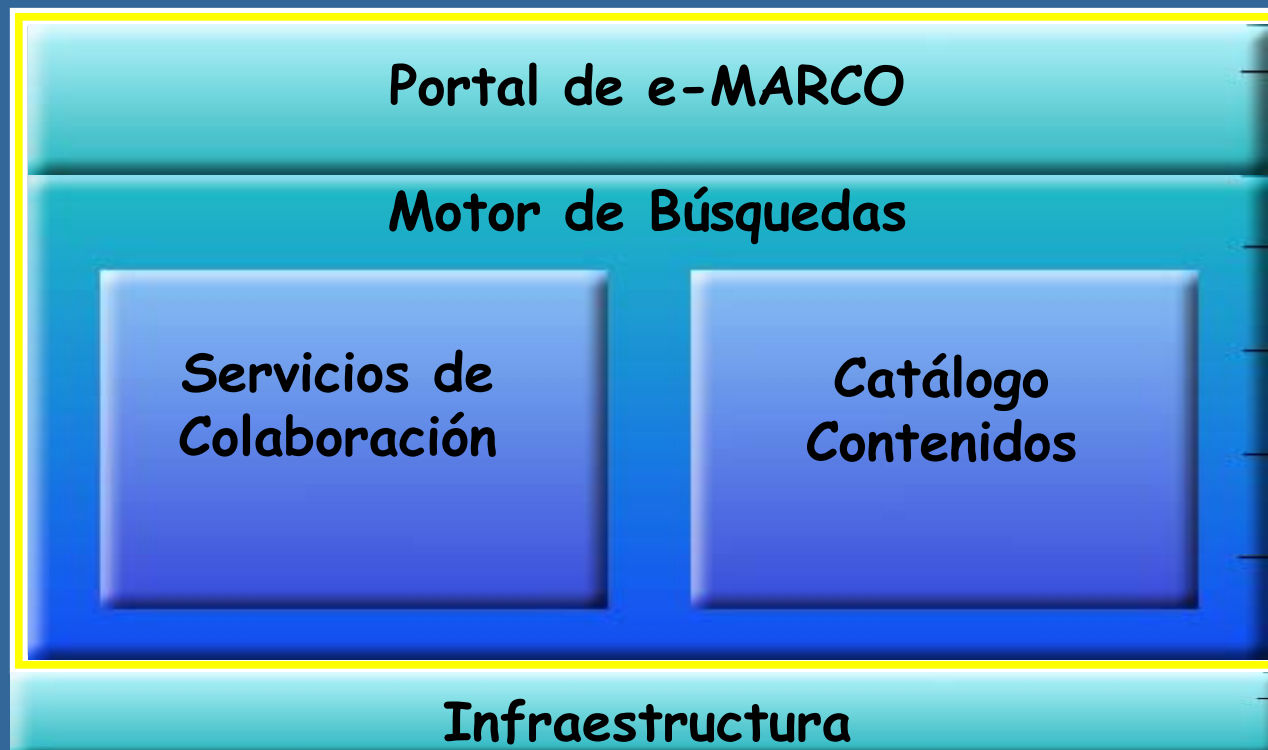 Portal de e-MARCO
Motor de Búsquedas
Servicios de
Colaboración
Catálogo
Contenidos
Infraestructura